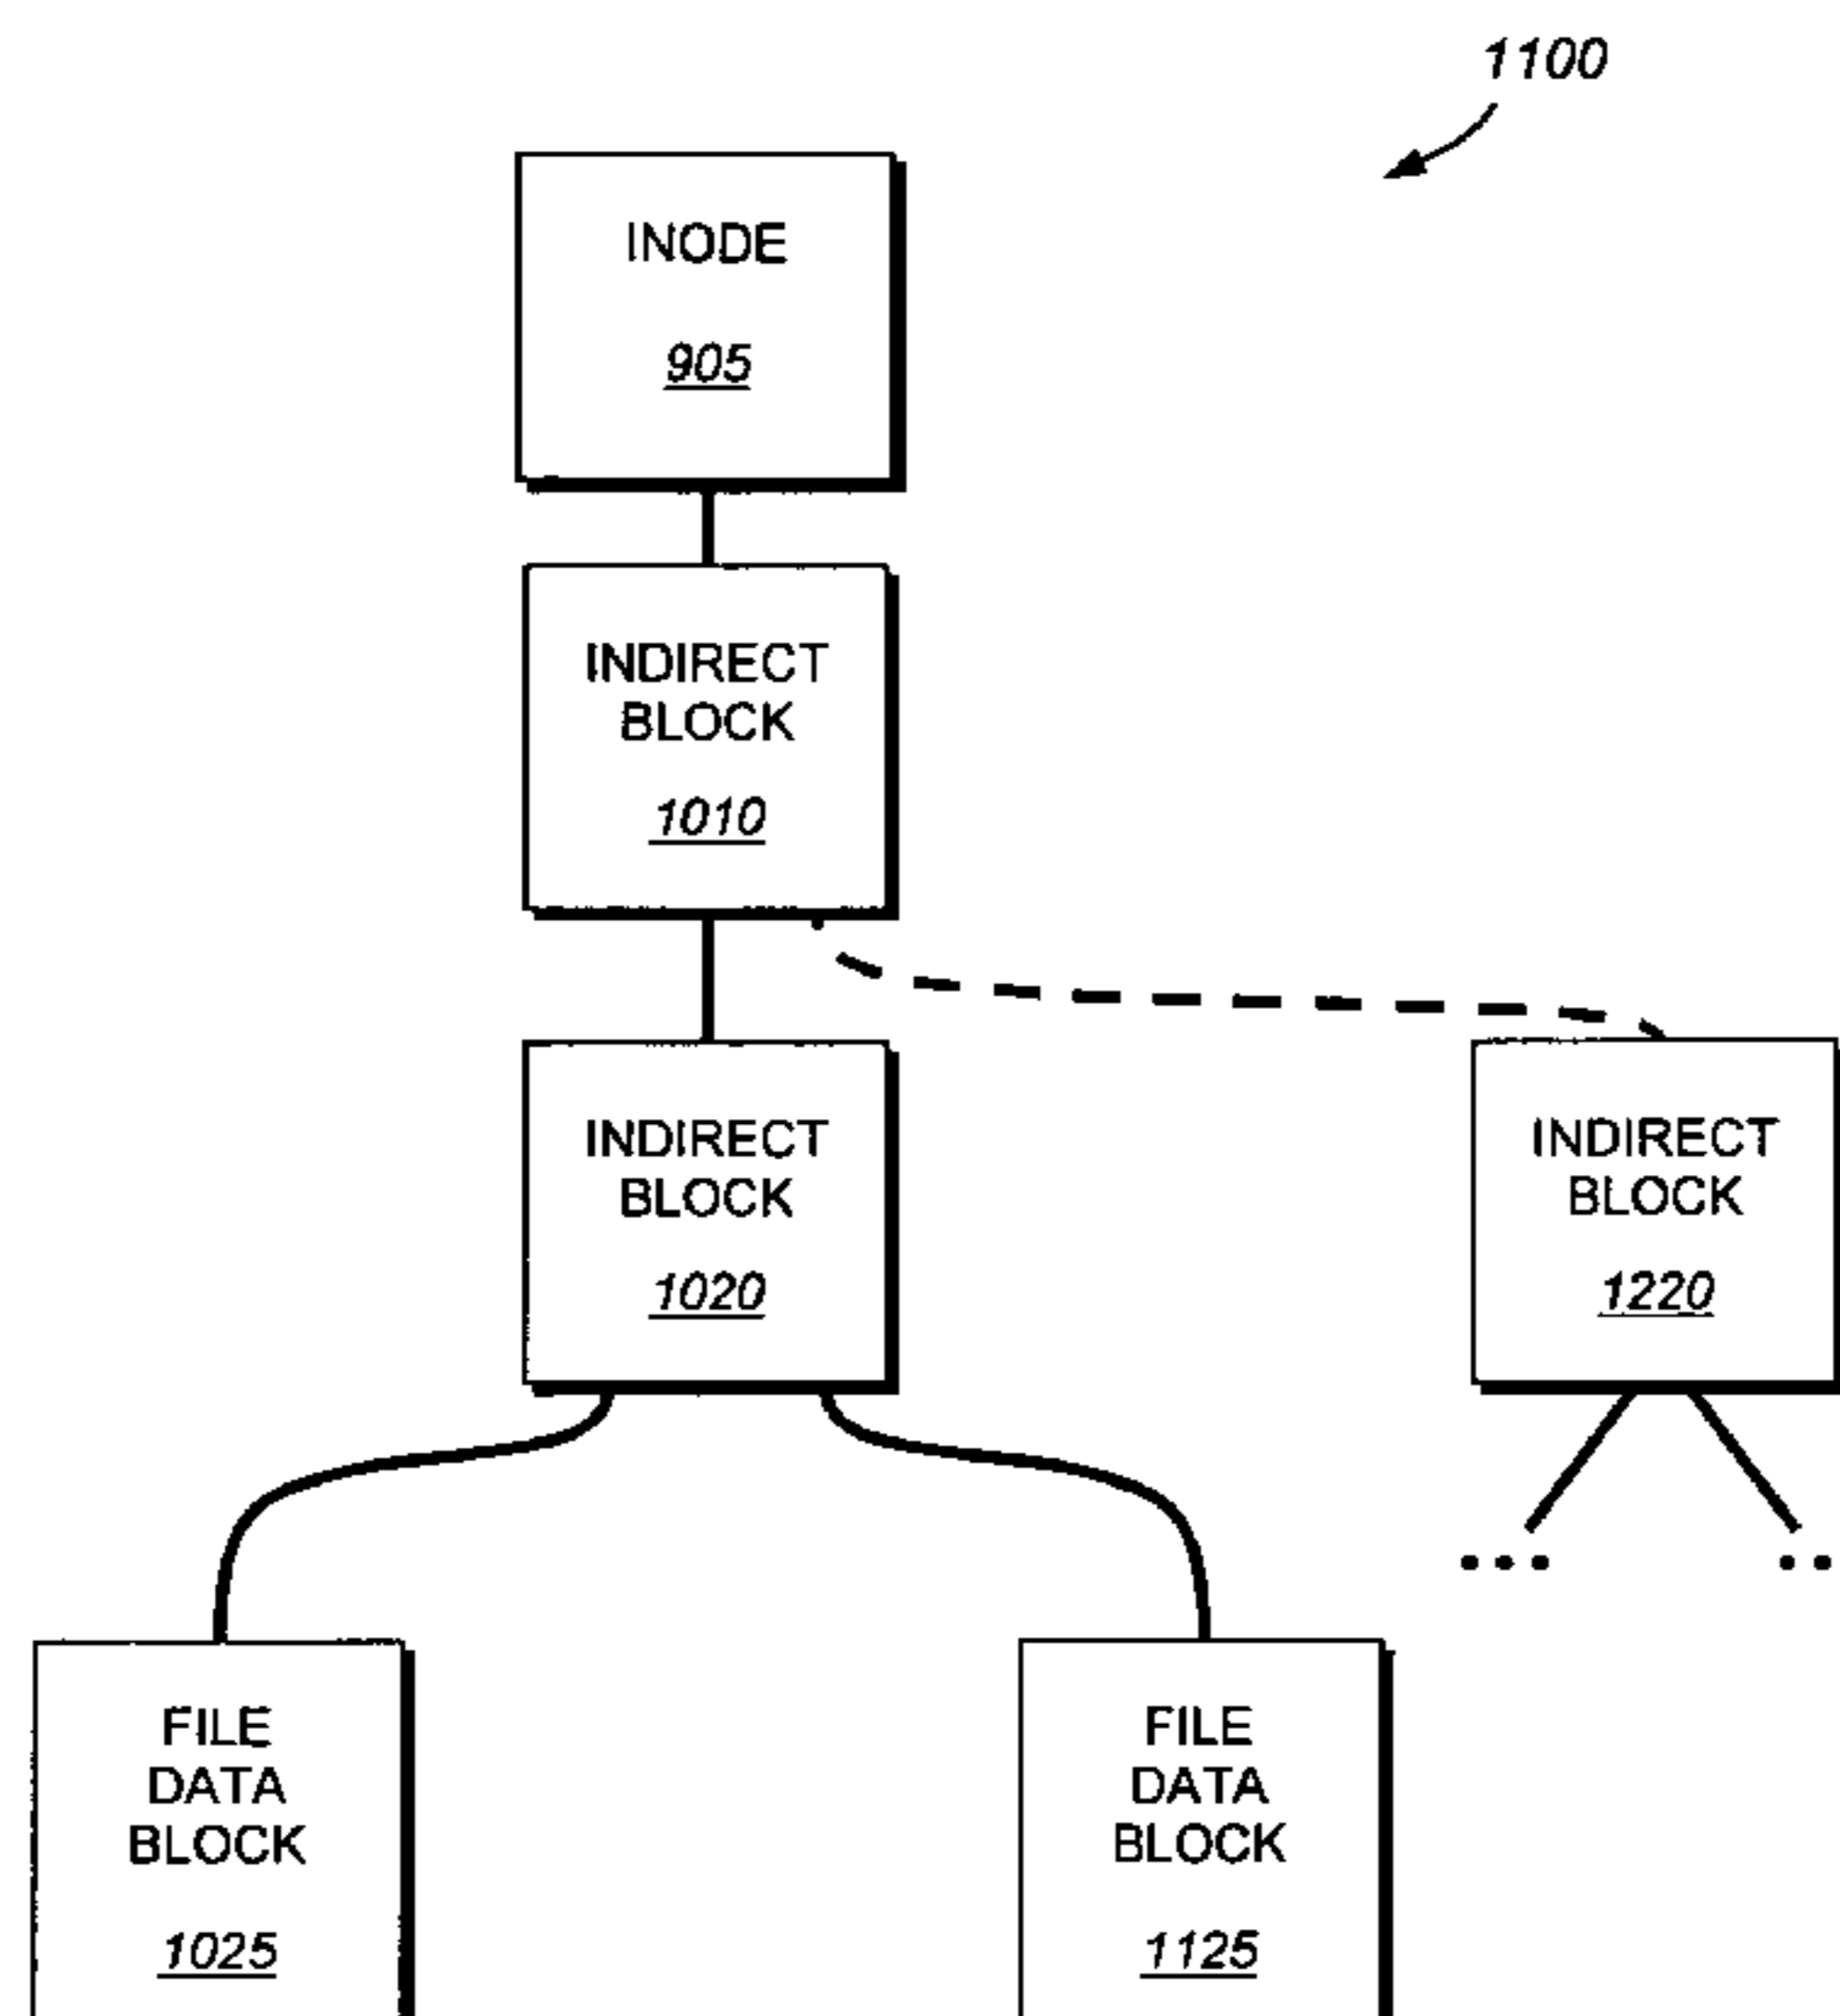 1100
INODE
905
INDIRECT
BLOCK
1010
INDIRECT
BLOCK
1020
INDIRECT
BLOCK
1220
FILE
DATA
BLOCK
1025
FILE
DATA
BLOCK
1125